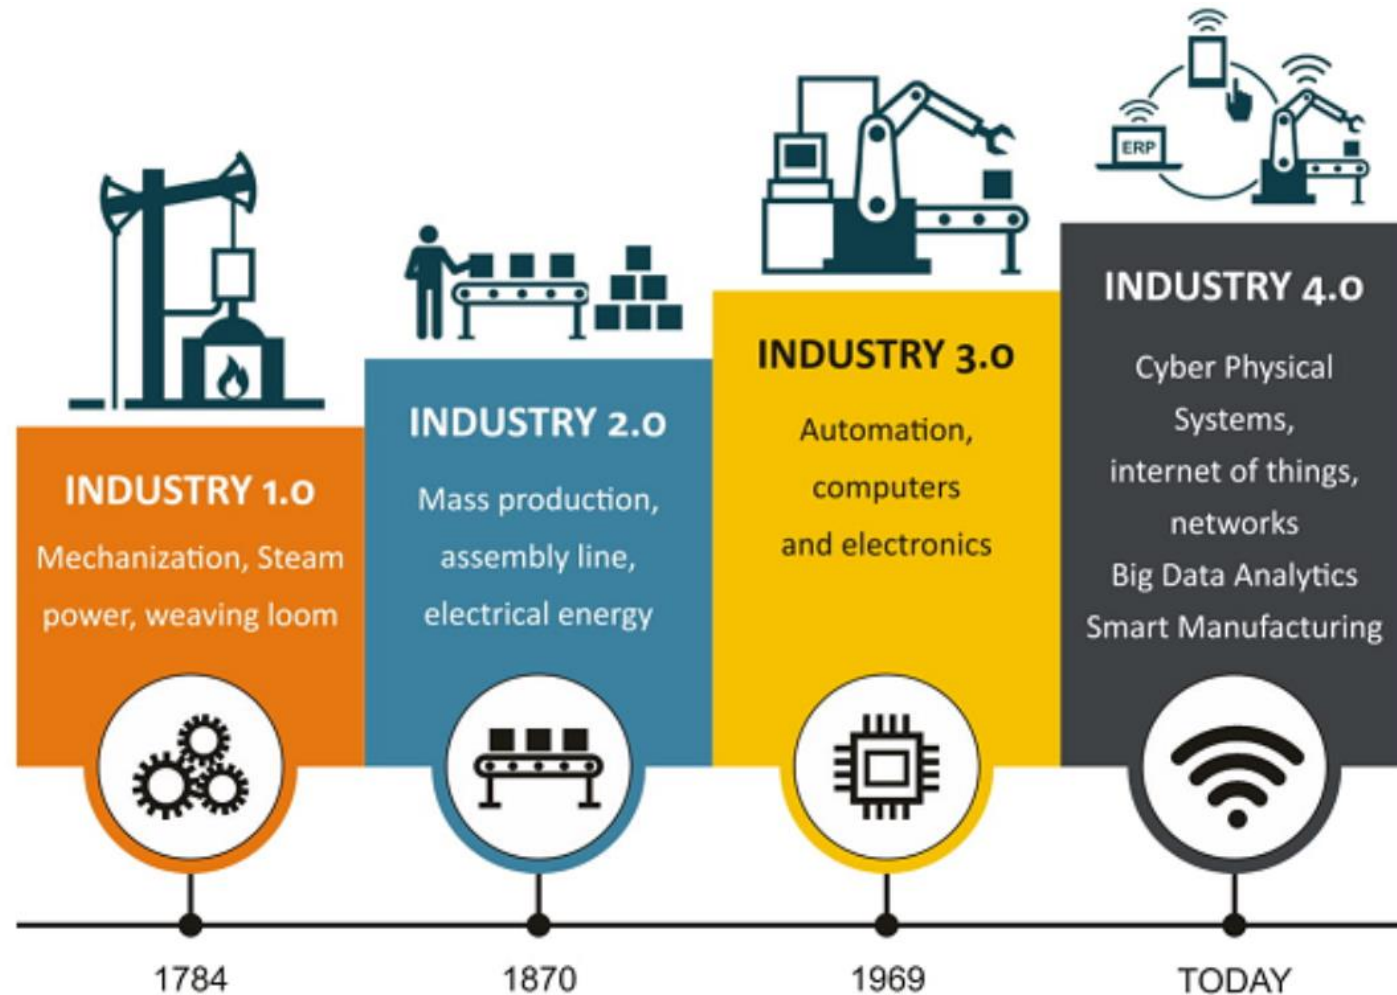 ERP
INDUSTRY 1.0
Mechanization, Steam
power, weaving loom
INDUSTRY 2.0
Mass production,
assembly line,
electrical energy
INDUSTRY 3.0
Automation,
computers
and electronics
INDUSTRY 4.0
Cyber Physical
Systems,
internet of things,
networks
Big Data Analytics
Smart Manufacturing
1784
1870
1969
TODAY